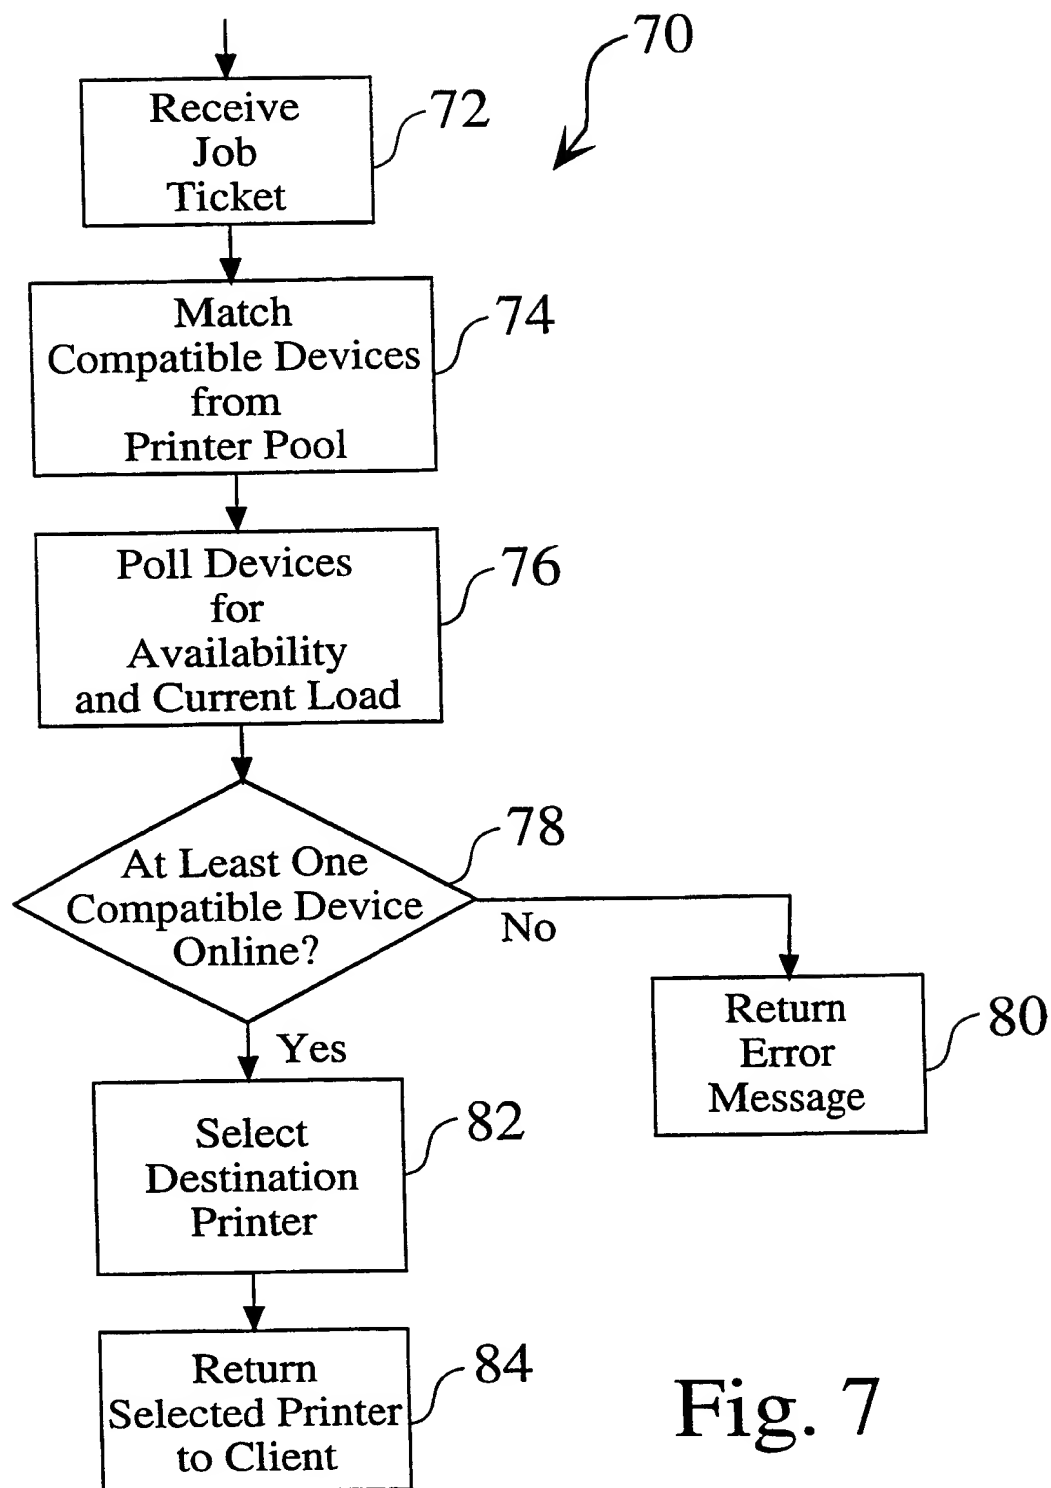 70
Receive
Job
Ticket
72
Match
Compatible Devices
from
Printer Pool
74
Poll Devices
for
Availability
and Current Load
76
At Least One
Compatible Device
Online?
78
No
Return
Error
Message
80
Yes
Select
Destination
Printer
82
Return
Selected Printer
to Client
84
Fig. 7